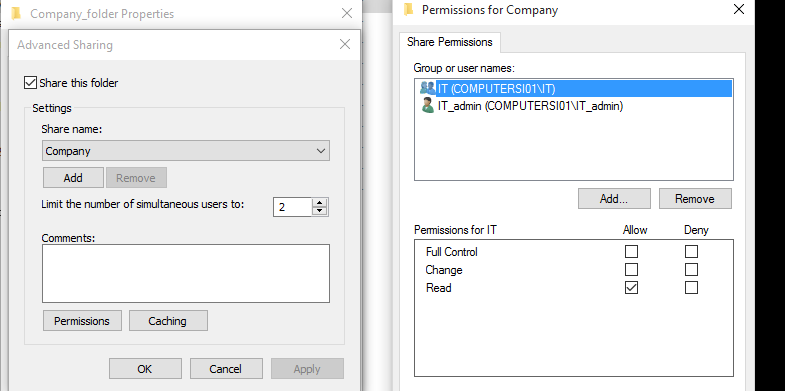 Company_folder Properties
Advanced Sharing
Share this folder
Settings
Share name:
Company
Add
Remove
Limit the number of simultaneous users to:
2
Comments:
Permissions
Caching
OK
Cancel
Apply
Permissions for Company
Share Permissions
Group or user names:
IT (COMPUTERSI01\IT)
IT_admin (COMPUTERSI01\IT_admin)
Add...
Remove
Permissions for IT
Allow
Deny
Full Control
Change
Read